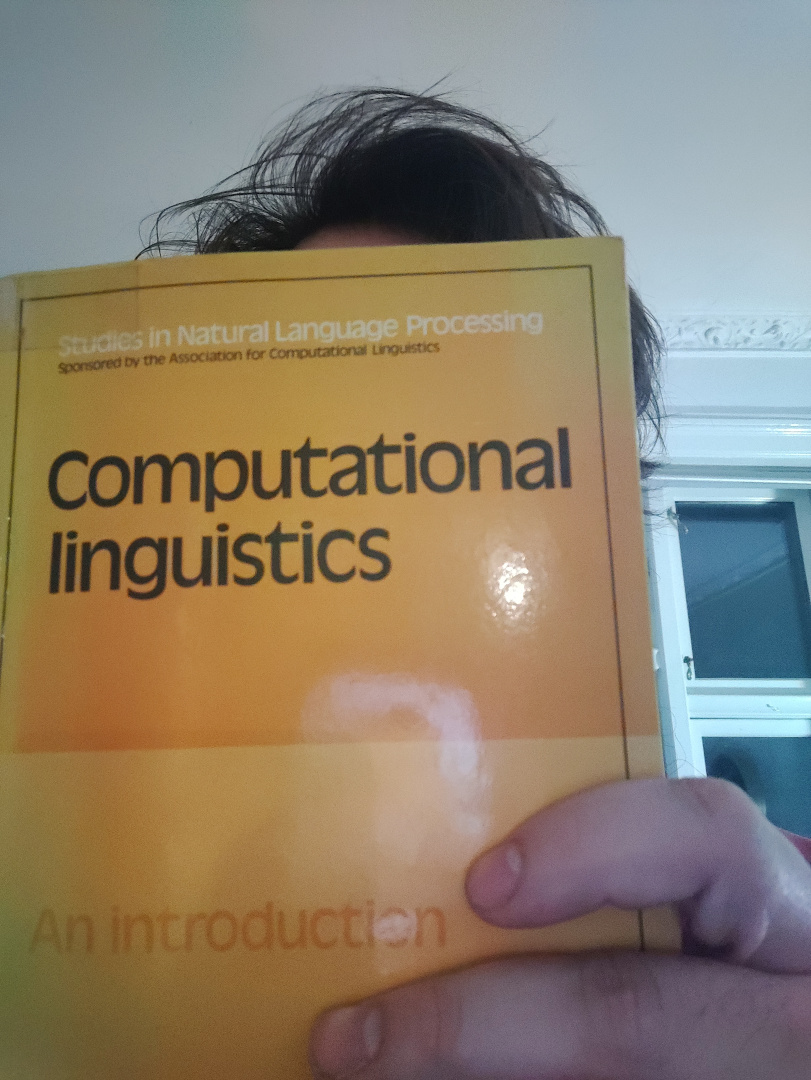 Studies in Natural Language Processing
Sponsored by the Association for Computational Linguistics
Computational
linguistics
An introduction